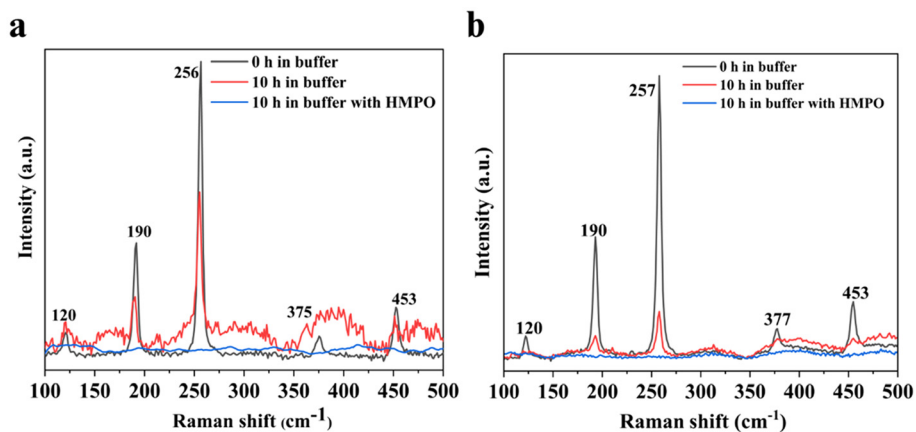 a
0 h in buffer
10 h in buffer
10 h in buffer with HMPO
256
190
120
375
453
Intensity (a.u.)
100 150 200 250 300 350 400 450 500
Raman shift (cm⁻¹)
b
0 h in buffer
10 h in buffer
10 h in buffer with HMPO
257
190
120
377
453
Intensity (a.u.)
100 150 200 250 300 350 400 450 500
Raman shift (cm⁻¹)